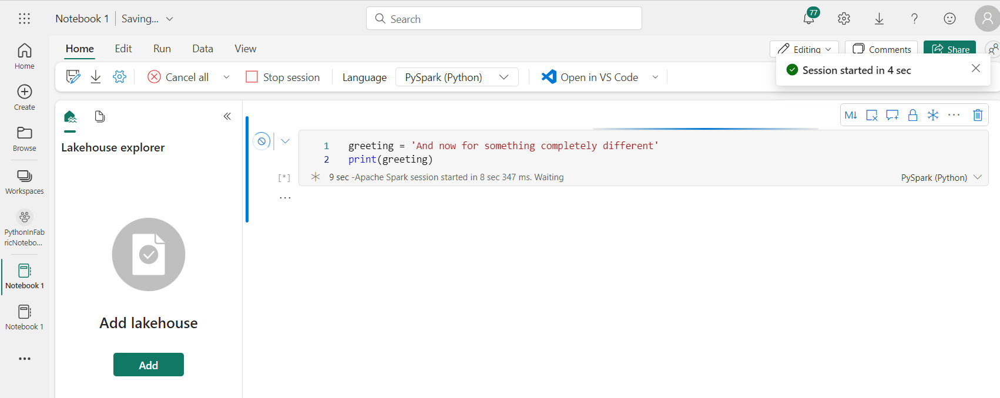 Notebook 1 Saving...
Search
77
Home Edit Run Data View
Editing Comments Share
Session started in 4 sec
Cancel all Stop session Language PySpark (Python) Open in VS Code
Home
Create
Browse
Workspaces
PythonInFab
ricNotebo...
Notebook 1
Notebook 1
Lakehouse explorer
Add lakehouse
Add
M↓
1 greeting = 'And now for something completely different'
2 print(greeting)
[*] 9 sec -Apache Spark session started in 8 sec 347 ms. Waiting PySpark (Python)